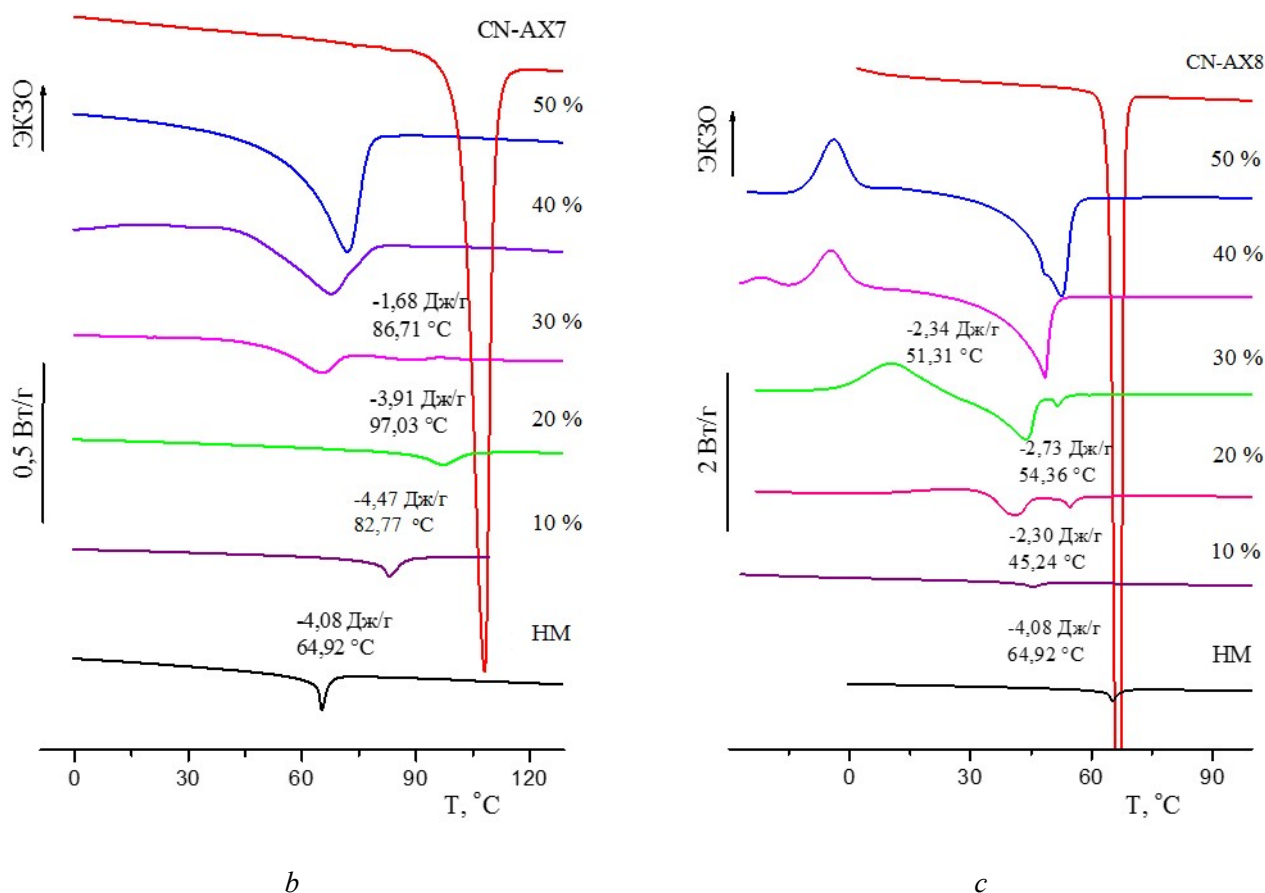 CN-AX7
ЭКЗО
50 %
40 %
-1,68 Дж/г
86,71 °C
30 %
-3,91 Дж/г
97,03 °C
20 %
0,5 Вт/г
-4,47 Дж/г
82,77 °C
10 %
-4,08 Дж/г
64,92 °C
НМ
0 30 60 90 120
T, °C
b
CN-AX8
ЭКЗО
50 %
40 %
-2,34 Дж/г
51,31 °C
30 %
2 Вт/г
-2,73 Дж/г
54,36 °C
20 %
-2,30 Дж/г
45,24 °C
10 %
-4,08 Дж/г
64,92 °C
НМ
0 30 60 90
T, °C
c